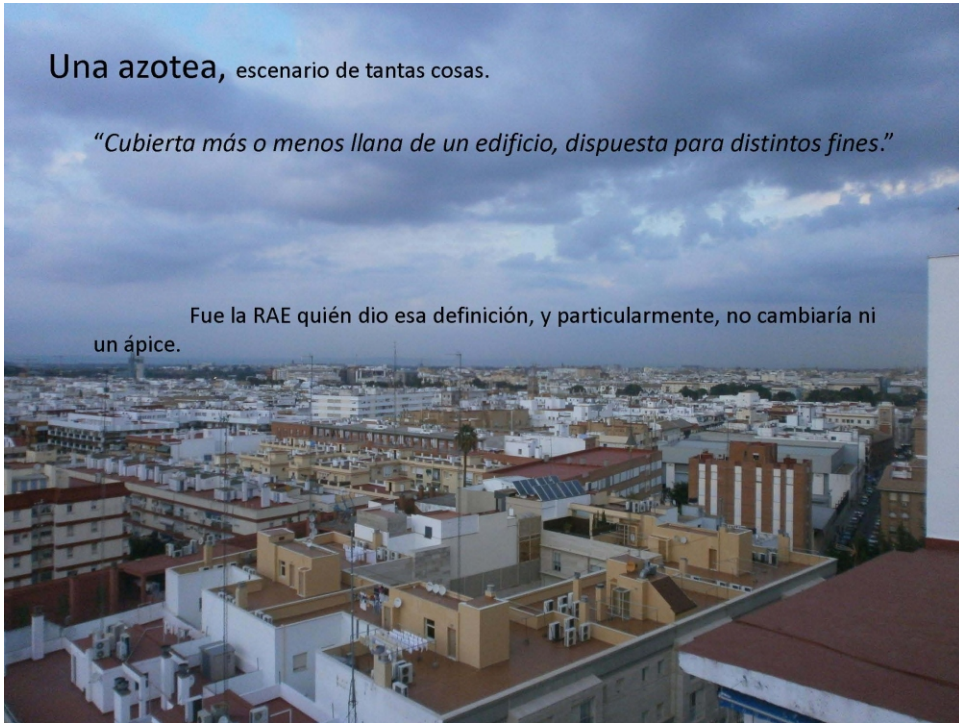 Una azotea, escenario de tantas cosas.
“Cubierta más o menos llana de un edificio, dispuesta para distintos fines.”
Fue la RAE quién dio esa definición, y particularmente, no cambiaría ni
un ápice.